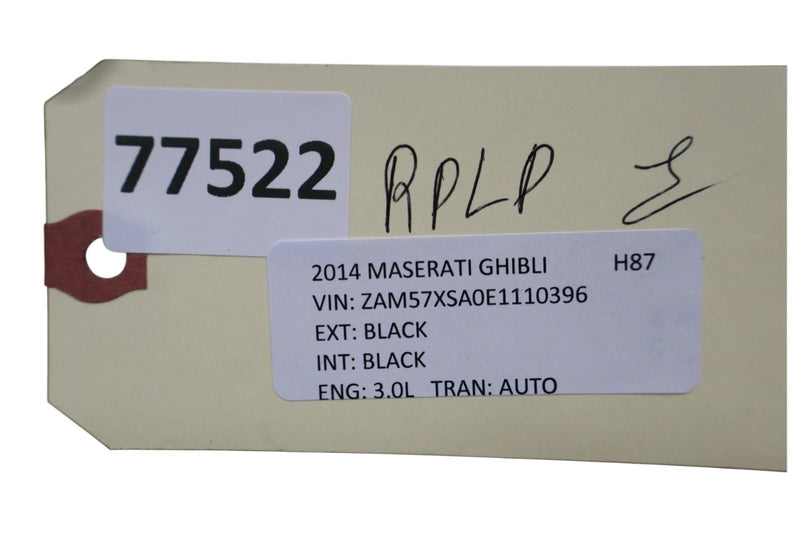 77522
RPLP
2014 MASERATI GHIBLI H87
VIN: ZAM57XSA0E1110396
EXT: BLACK
INT: BLACK
ENG: 3.0L TRAN: AUTO